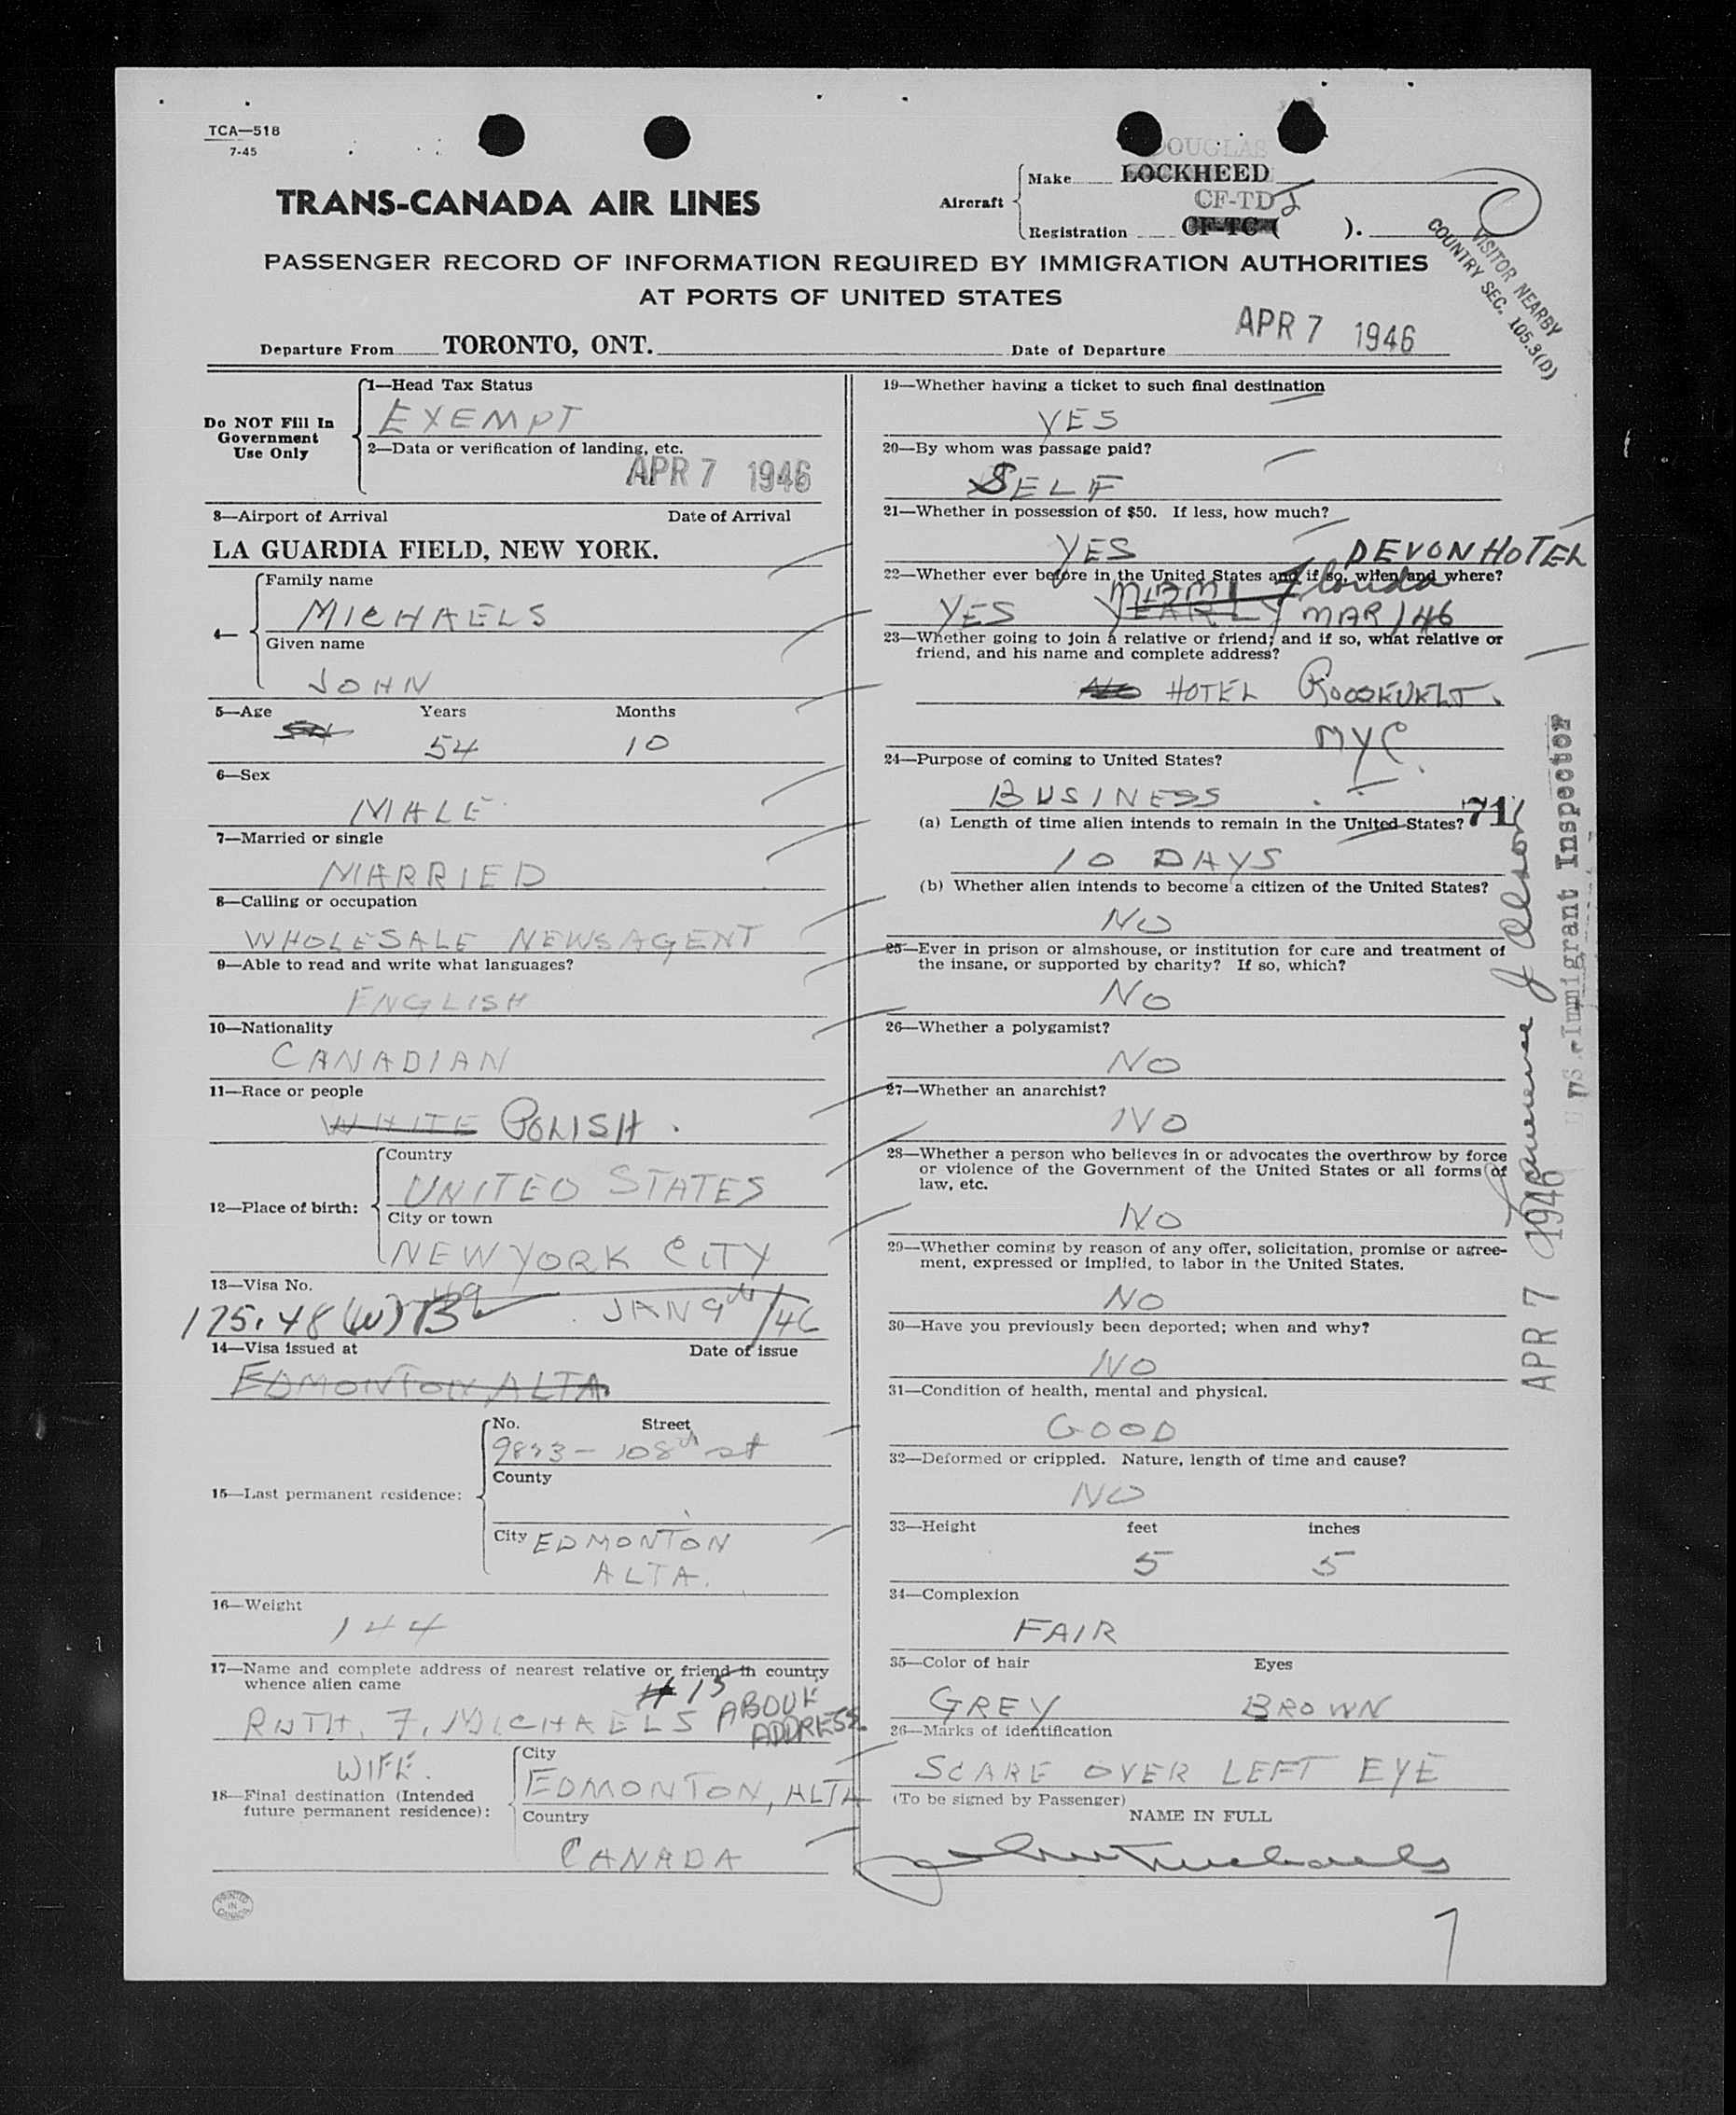 TCA—518
7-45
DOUGLAS
Make LOCKHEED
TRANS-CANADA AIR LINES
Aircraft
CF-TDJ
Registration CF-TC ( ).
VISITOR NEARBY
COUNTRY SEC. 105.3(D)
PASSENGER RECORD OF INFORMATION REQUIRED BY IMMIGRATION AUTHORITIES
AT PORTS OF UNITED STATES
Departure From TORONTO, ONT.
Date of Departure APR 7 1946
Do NOT Fill In
Government
Use Only
1—Head Tax Status
EXEMPT
2—Data or verification of landing, etc.
APR 7 1946
3—Airport of Arrival Date of Arrival
LA GUARDIA FIELD, NEW YORK.
4—
Family name
MICHAELS
Given name
JOHN
5—Age Years Months
54 54 10
6—Sex
MALE
7—Married or single
MARRIED
8—Calling or occupation
WHOLESALE NEWSAGENT
9—Able to read and write what languages?
ENGLISH
10—Nationality
CANADIAN
11—Race or people
WHITE POLISH.
12—Place of birth:
Country
UNITED STATES
City or town
NEW YORK CITY
13—Visa No.
175.48 (W) JAN 9th/46
14—Visa issued at Date of issue
EDMONTON ALTA.
15—Last permanent residence:
No. Street
9823 - 108th st
County
City EDMONTON
ALTA.
16—Weight
144
17—Name and complete address of nearest relative or friend in country
whence alien came
# 15
RUTH. F. MICHAELS ABOVE
ADDRESS.
WIFE.
18—Final destination (Intended
future permanent residence):
City
EDMONTON, ALTA
Country
CANADA
PRINTED
IN
CANADA
19—Whether having a ticket to such final destination
YES
20—By whom was passage paid?
SELF
21—Whether in possession of $50. If less, how much?
YES DEVON HOTEL
22—Whether ever before in the United States and if so, when and where?
MIAMI Florida
YES YEARLY MAR/46
23—Whether going to join a relative or friend; and if so, what relative or
friend, and his name and complete address?
NO HOTEL ROOSEVELT.
NYC.
24—Purpose of coming to United States?
BUSINESS
71
(a) Length of time alien intends to remain in the United States?
10 DAYS
(b) Whether alien intends to become a citizen of the United States?
NO
25—Ever in prison or almshouse, or institution for care and treatment of
the insane, or supported by charity? If so, which?
NO
26—Whether a polygamist?
NO
27—Whether an anarchist?
NO
28—Whether a person who believes in or advocates the overthrow by force
or violence of the Government of the United States or all forms of
law, etc.
NO
29—Whether coming by reason of any offer, solicitation, promise or agree-
ment, expressed or implied, to labor in the United States.
NO
30—Have you previously been deported; when and why?
NO
31—Condition of health, mental and physical.
GOOD
32—Deformed or crippled. Nature, length of time and cause?
NO
33—Height feet inches
5 5
34—Complexion
FAIR
35—Color of hair Eyes
GREY BROWN
36—Marks of identification
SCARE OVER LEFT EYE
(To be signed by Passenger)
NAME IN FULL
John Michaels
7
APR 7 1946
Lawrence J Olson
U.S. Immigrant Inspector